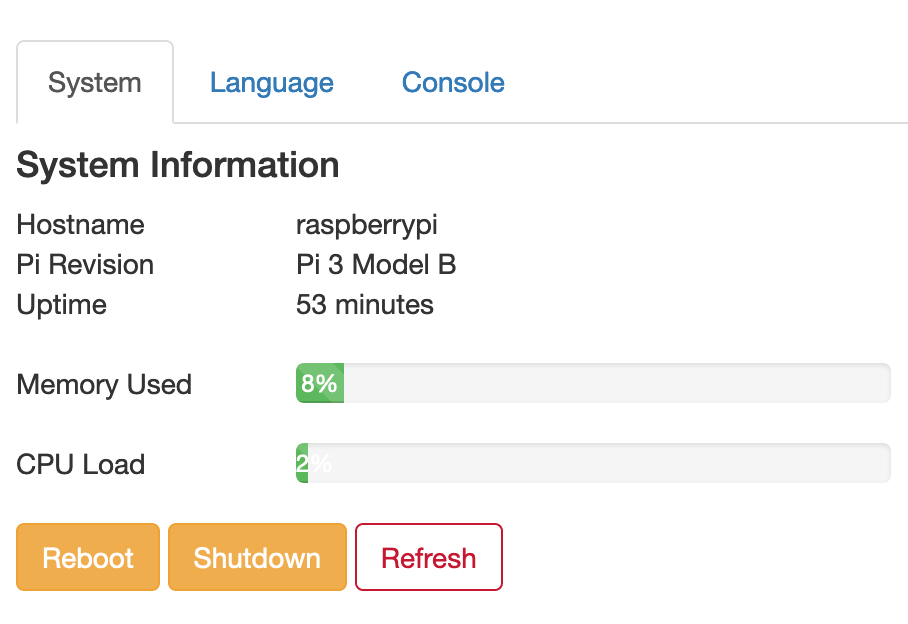 System Language Console
System Information
Hostname raspberrypi
Pi Revision Pi 3 Model B
Uptime 53 minutes
Memory Used 8%
CPU Load 2%
Reboot Shutdown Refresh